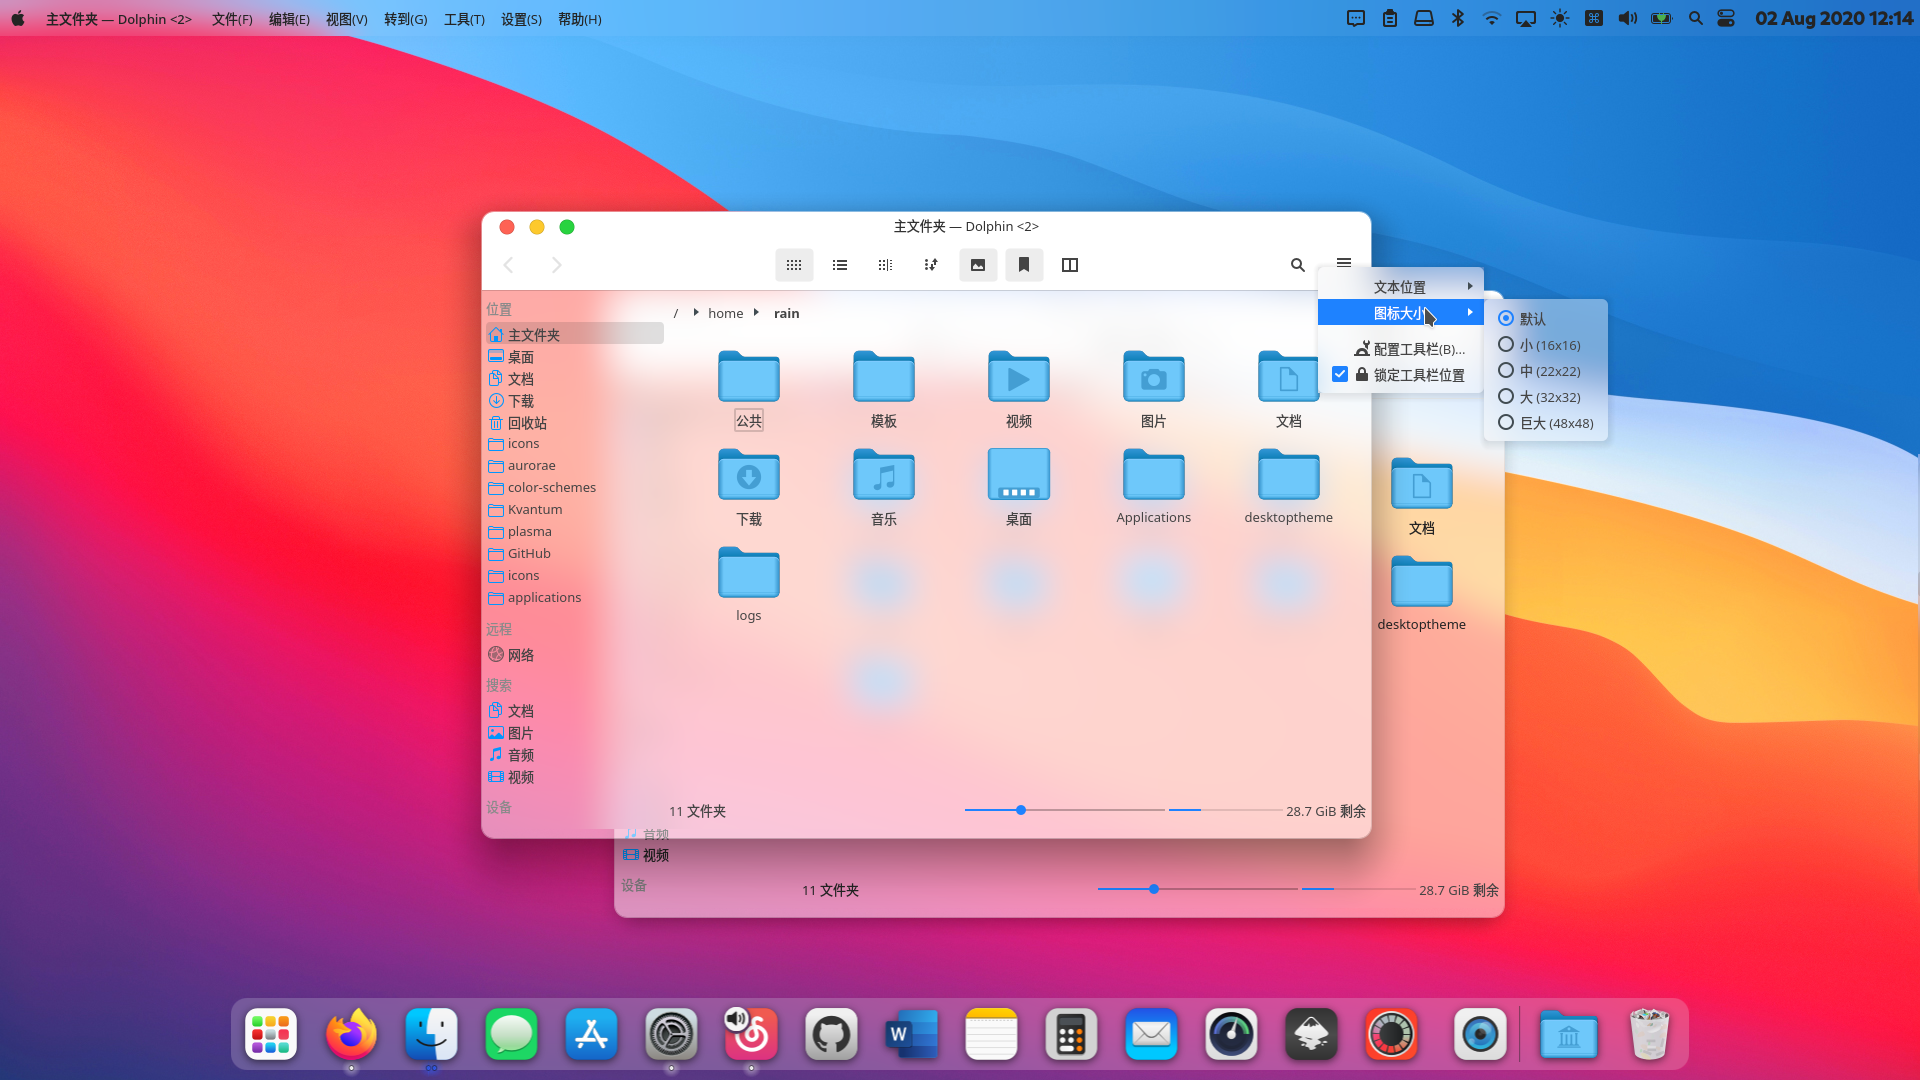 主文件夹 — Dolphin <2> 文件(F) 编辑(E) 视图(V) 转到(G) 工具(T) 设置(S) 帮助(H) 02 Aug 2020 12:14
主文件夹 — Dolphin <2>
/ home rain
位置
主文件夹
桌面
文档
下载
回收站
icons
aurorae
color-schemes
Kvantum
plasma
GitHub
icons
applications
远程
网络
搜索
文档
图片
音频
视频
设备
公共 模板 视频 图片 文档
下载 音乐 桌面 Applications desktoptheme
logs
11 文件夹 28.7 GiB 剩余
文本位置
图标大小
配置工具栏(B)...
锁定工具栏位置
默认
小 (16x16)
中 (22x22)
大 (32x32)
巨大 (48x48)
文档
desktoptheme
音频
视频
设备
11 文件夹 28.7 GiB 剩余
W